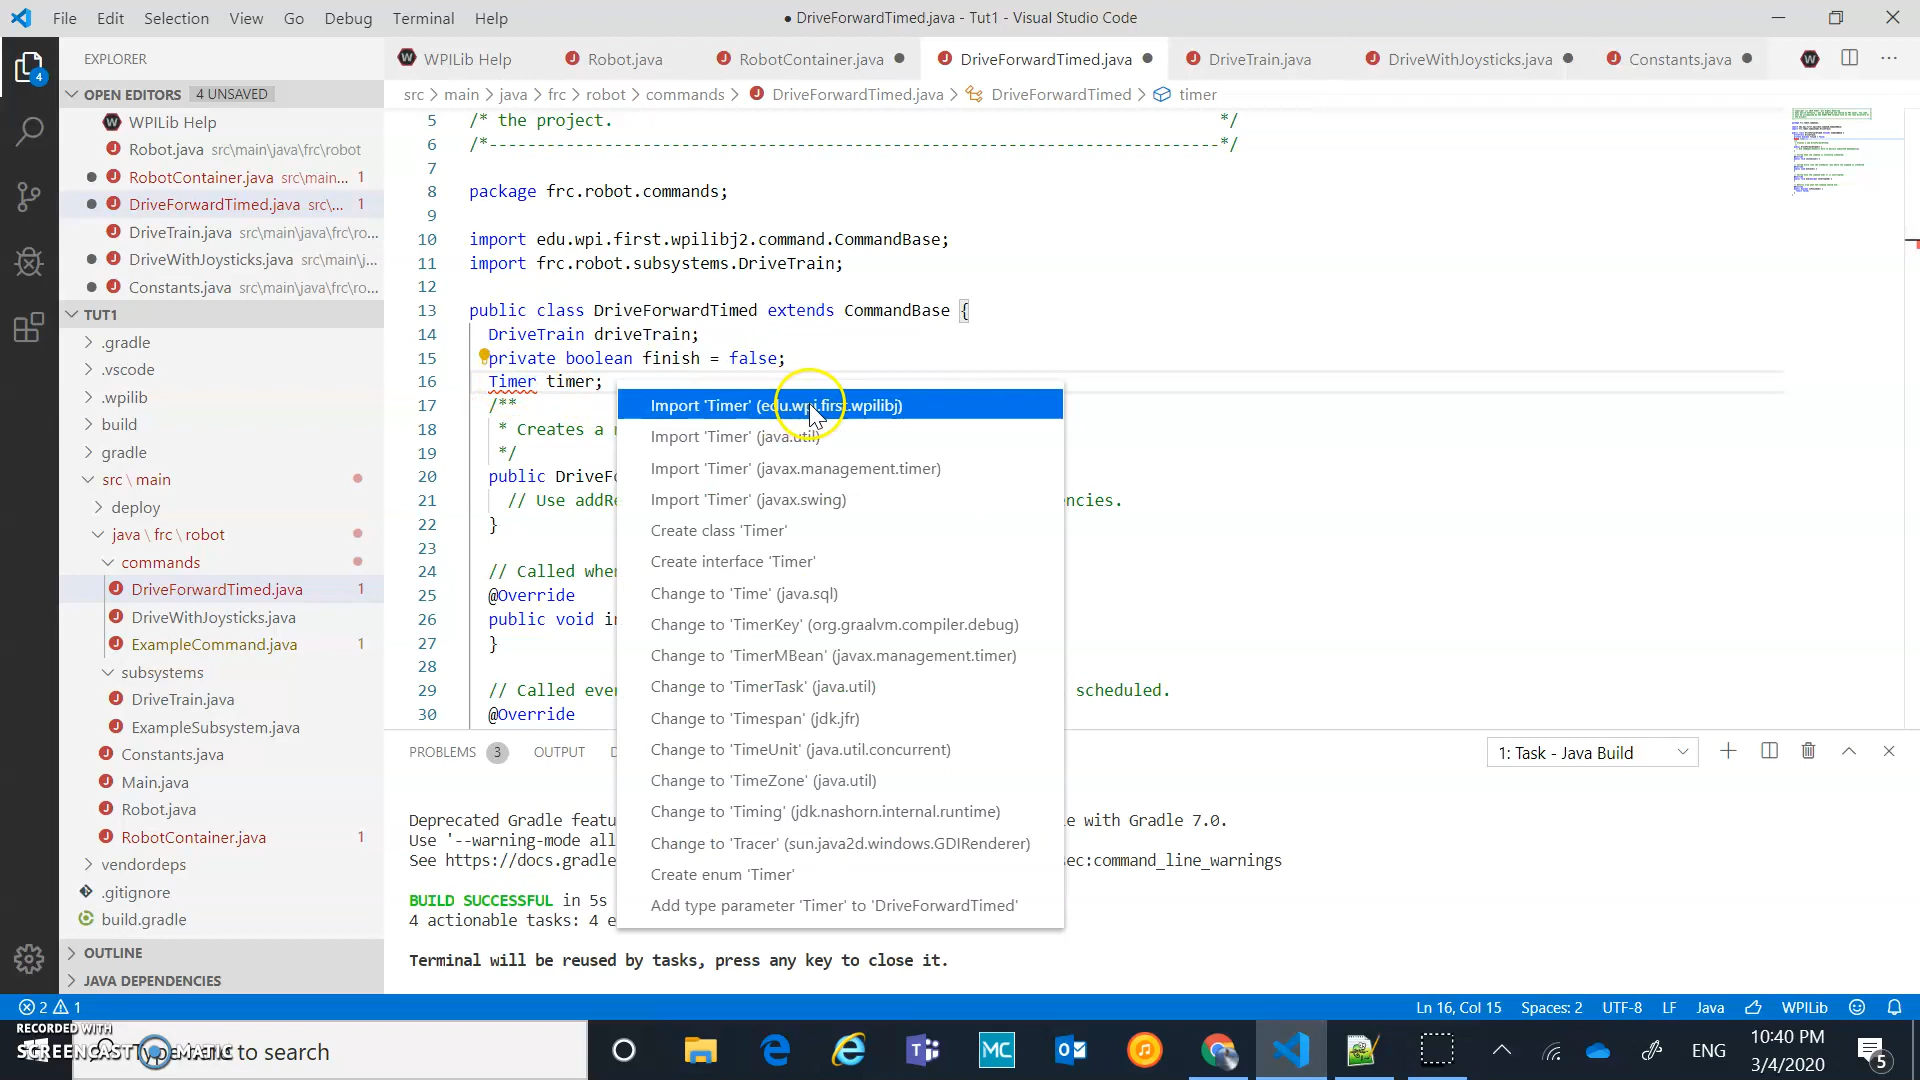 File Edit Selection View Go Debug Terminal Help
● DriveForwardTimed.java - Tut1 - Visual Studio Code
EXPLORER
WPILib Help
Robot.java
RobotContainer.java
DriveForwardTimed.java
DriveTrain.java
DriveWithJoysticks.java
Constants.java
4
OPEN EDITORS 4 UNSAVED
WPILib Help
Robot.java src\main\java\frc\robot
RobotContainer.java src\main... 1
DriveForwardTimed.java src\... 1
DriveTrain.java src\main\java\frc\ro...
DriveWithJoysticks.java src\main\j...
Constants.java src\main\java\frc\ro...
TUT1
.gradle
.vscode
.wpilib
build
gradle
src \ main
deploy
java \ frc \ robot
commands
DriveForwardTimed.java 1
DriveWithJoysticks.java
ExampleCommand.java 1
subsystems
DriveTrain.java
ExampleSubsystem.java
Constants.java
Main.java
Robot.java
RobotContainer.java 1
vendordeps
.gitignore
build.gradle
OUTLINE
JAVA DEPENDENCIES
src > main > java > frc > robot > commands > DriveForwardTimed.java > DriveForwardTimed > timer
5 /* the project. */
6 /*----------------------------------------------------------------------------*/
7
8 package frc.robot.commands;
9
10 import edu.wpi.first.wpilibj2.command.CommandBase;
11 import frc.robot.subsystems.DriveTrain;
12
13 public class DriveForwardTimed extends CommandBase {
14 DriveTrain driveTrain;
15 private boolean finish = false;
16 Timer timer;
17 /**
18 * Creates a n
19 */
20 public DriveFo
21 // Use addRe ncies.
22 }
23
24 // Called when
25 @Override
26 public void in
27 }
28
29 // Called ever scheduled.
30 @Override
Import 'Timer' (edu.wpi.first.wpilibj)
Import 'Timer' (java.util)
Import 'Timer' (javax.management.timer)
Import 'Timer' (javax.swing)
Create class 'Timer'
Create interface 'Timer'
Change to 'Time' (java.sql)
Change to 'TimerKey' (org.graalvm.compiler.debug)
Change to 'TimerMBean' (javax.management.timer)
Change to 'TimerTask' (java.util)
Change to 'Timespan' (jdk.jfr)
Change to 'TimeUnit' (java.util.concurrent)
Change to 'TimeZone' (java.util)
Change to 'Timing' (jdk.nashorn.internal.runtime)
Change to 'Tracer' (sun.java2d.windows.GDIRenderer)
Create enum 'Timer'
Add type parameter 'Timer' to 'DriveForwardTimed'
PROBLEMS 3 OUTPUT
1: Task - Java Build
Deprecated Gradle featu e with Gradle 7.0.
Use '--warning-mode all
See https://docs.gradle ec:command_line_warnings
BUILD SUCCESSFUL in 5s
4 actionable tasks: 4 e
Terminal will be reused by tasks, press any key to close it.
2 1
Ln 16, Col 15 Spaces: 2 UTF-8 LF Java WPILib
RECORDED WITH
SCREENCAST MATIC
Type here to search
MC
ENG
10:40 PM
3/4/2020
5